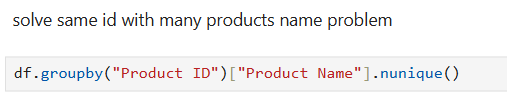 solve same id with many products name problem
df.groupby("Product ID")["Product Name"].nunique()